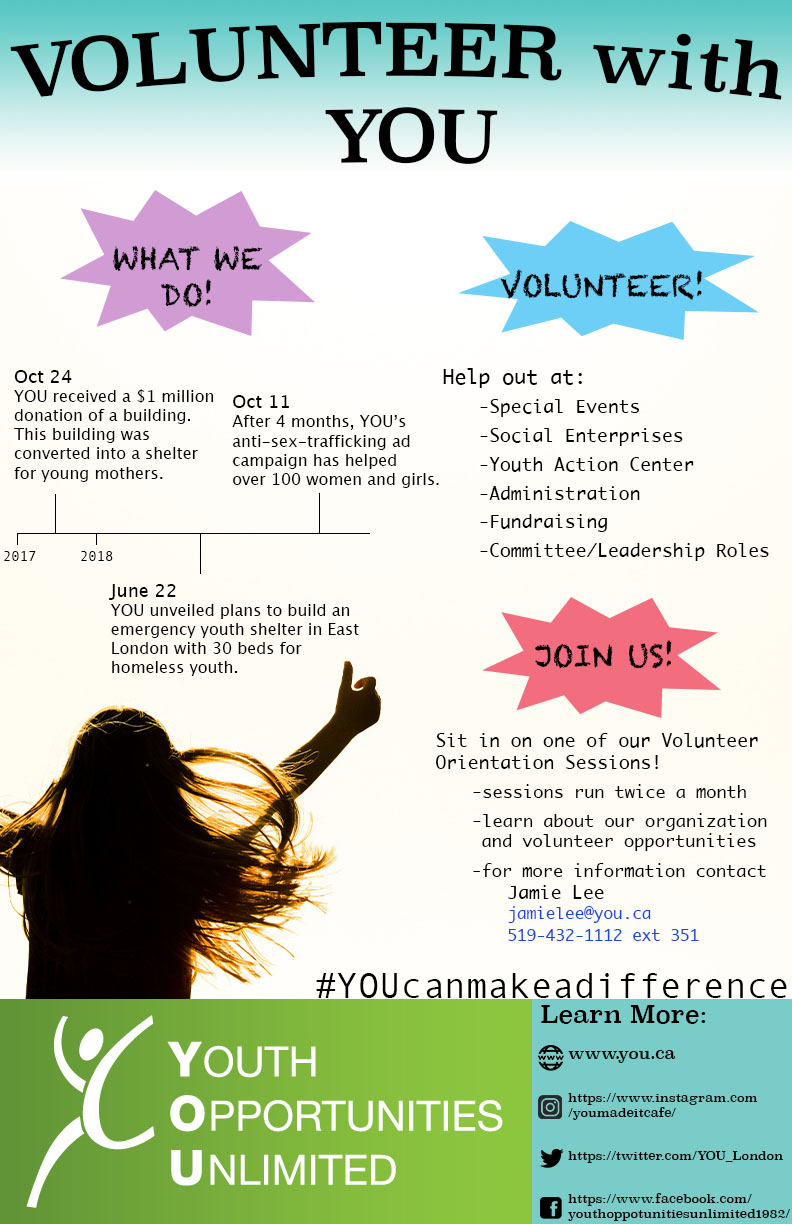 VOLUNTEER with
YOU
WHAT WE
DO!
Oct 24
YOU received a $1 million
donation of a building.
This building was
converted into a shelter
for young mothers.
Oct 11
After 4 months, YOU’s
anti-sex-trafficking ad
campaign has helped
over 100 women and girls.
2017
2018
June 22
YOU unveiled plans to build an
emergency youth shelter in East
London with 30 beds for
homeless youth.
VOLUNTEER!
Help out at:
-Special Events
-Social Enterprises
-Youth Action Center
-Administration
-Fundraising
-Committee/Leadership Roles
JOIN US!
Sit in on one of our Volunteer
Orientation Sessions!
-sessions run twice a month
-learn about our organization
and volunteer opportunities
-for more information contact
Jamie Lee
jamielee@you.ca
519-432-1112 ext 351
#YOUcanmakeadifference
YOUTH
OPPORTUNITIES
UNLIMITED
Learn More:
www
www.you.ca
https://www.instagram.com
/youmadeitcafe/
https://twitter.com/YOU_London
https://www.facebook.com/
youthoppotunitiesunlimited1982/